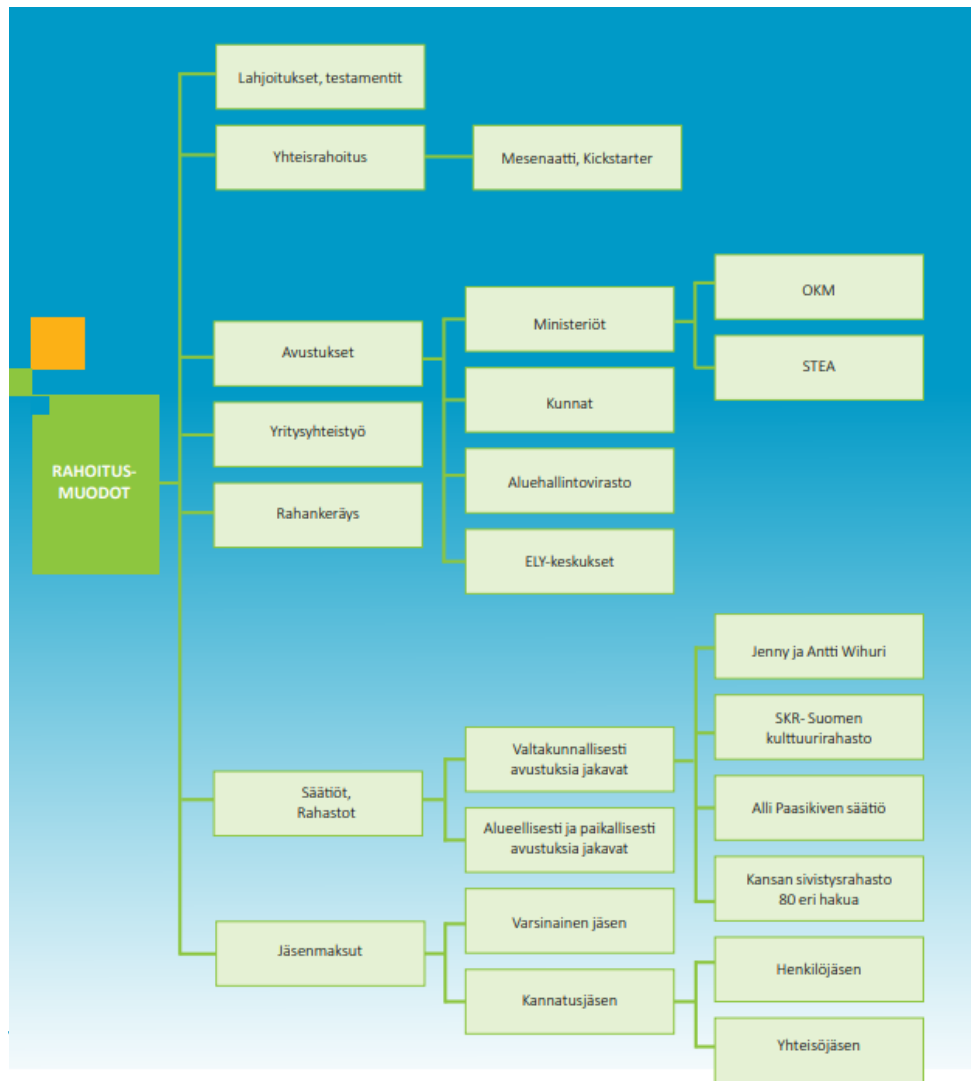 Lahjoitukset, testamentit
Yhteisrahoitus
Mesenaatti, Kickstarter
OKM
Ministeriöt
Avustukset
STEA
Kunnat
Yritysyhteistyö
RAHOITUS-
MUODOT
Aluehallintovirasto
Rahankeräys
ELY-keskukset
Jenny ja Antti Wihuri
SKR- Suomen
kulttuurirahasto
Valtakunnallisesti
avustuksia jakavat
Säätiöt,
Rahastot
Alli Paasikiven säätiö
Alueellisesti ja paikallisesti
avustuksia jakavat
Kansan sivistysrahasto
80 eri hakua
Varsinainen jäsen
Jäsenmaksut
Henkilöjäsen
Kannatusjäsen
Yhteisöjäsen